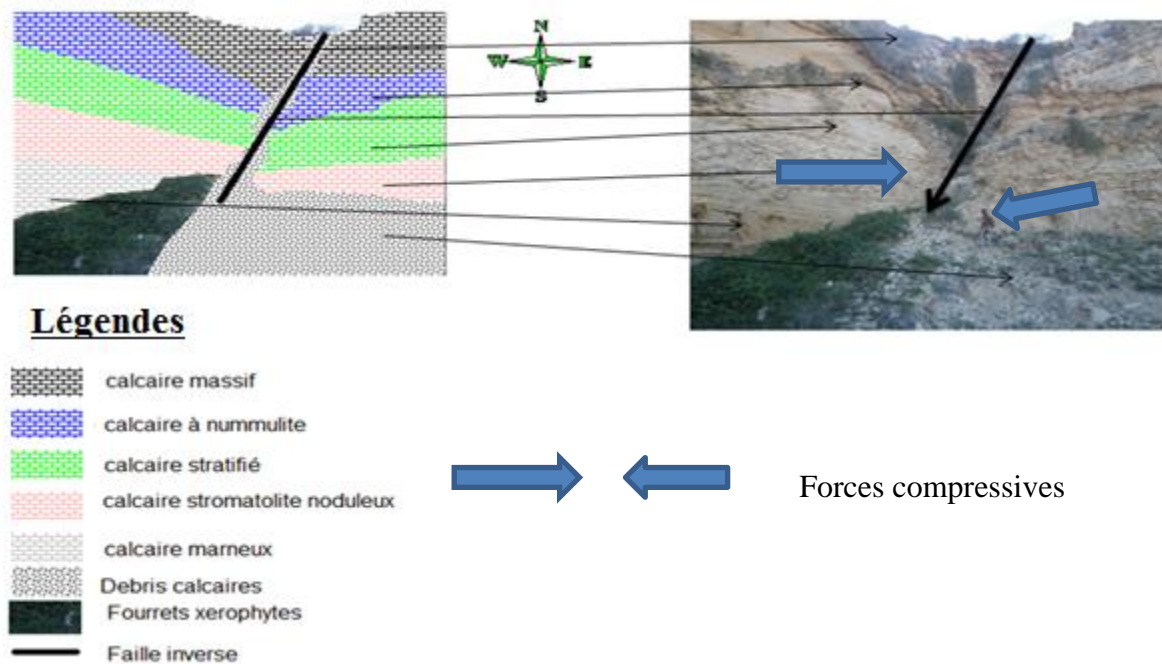 N
W E
S
Légendes
calcaire massif
calcaire à nummulite
calcaire stratifié
calcaire stromatolite noduleux
calcaire marneux
Debris calcaires
Fourrets xerophytes
Faille inverse
Forces compressives